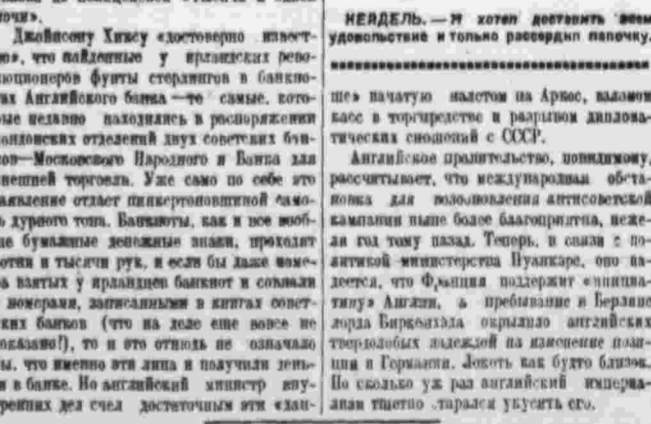 ночи».
Джойнсону Хиксу «достоверно извест-
но», что найденные у ирландских рево-
люционеров фунты стерлингов в банкно-
тах Английского банка—те самые, кото-
рые недавно находились в распоряжении
лондонских отделений двух советских бан-
ков—Московского Народного и Банка для
внешней торговли. Уже само по себе это
заявление отдает пинкертоновщиной само-
го дурного тона. Банкноты, как и все вооб-
ще бумажные денежные знаки, проходят
сотни и тысячи рук, и если бы даже номе-
ра взятых у ирландцев банкнот и совпали
с номерами, записанными в книгах совет-
ских банков (что на деле еще вовсе не
доказано!), то и это отнюдь не означало
бы, что именно эти лица и получили день-
ги в банке. Но английский министр вну-
тренних дел счел достаточным эти «дан-
НЕЙДЕЛЬ.—Я хотел доставить всем
удовольствие и только рассердил папочку.
ше» начатую налетом на Аркос, взломом
касс в торгпредстве и разрывом диплома-
тических сношений с СССР.
Английское правительство, повидимому,
рассчитывает, что международная обста-
новка для возобновления антисоветской
кампании ныне более благоприятна, неже-
ли год тому назад. Теперь, в связи с по-
литикой министерства Пуанкаре, оно на-
деется, что Франция поддержит «инициа-
тиву» Англии, а пребывание в Берлине
лорда Биркенхэда окрылило английских
твердолобых надеждой на изменение пози-
ции и Германии. Локоть как будто близок.
Но сколько уж раз английский империа-
лизм тщетно старался укусить его.